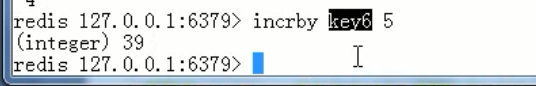 redis 127.0.0.1:6379> incrby key6 5
(integer) 39
redis 127.0.0.1:6379>